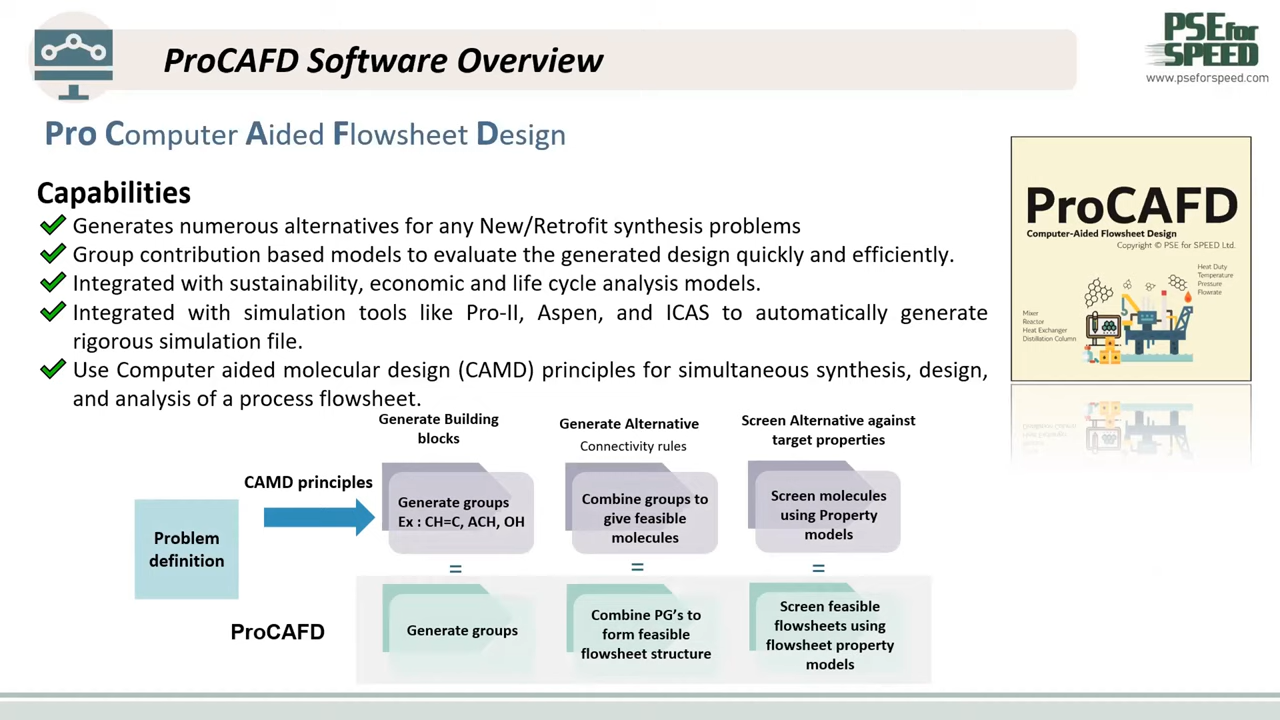 ProCAFD Software Overview
PSE for
SPEED
www.pseforspeed.com
Pro Computer Aided Flowsheet Design
Capabilities
Generates numerous alternatives for any New/Retrofit synthesis problems
Group contribution based models to evaluate the generated design quickly and efficiently.
Integrated with sustainability, economic and life cycle analysis models.
Integrated with simulation tools like Pro-II, Aspen, and ICAS to automatically generate
rigorous simulation file.
Use Computer aided molecular design (CAMD) principles for simultaneous synthesis, design,
and analysis of a process flowsheet.
ProCAFD
Computer-Aided Flowsheet Design
Copyright © PSE for SPEED Ltd.
Heat Duty
Temperature
Pressure
Flowrate
Mixer
Reactor
Heat Exchanger
Distillation Column
Generate Building
blocks
Generate Alternative
Connectivity rules
Screen Alternative against
target properties
CAMD principles
Problem
definition
Generate groups
Ex : CH=C, ACH, OH
Combine groups to
give feasible
molecules
Screen molecules
using Property
models
=
=
=
ProCAFD
Generate groups
Combine PG's to
form feasible
flowsheet structure
Screen feasible
flowsheets using
flowsheet property
models